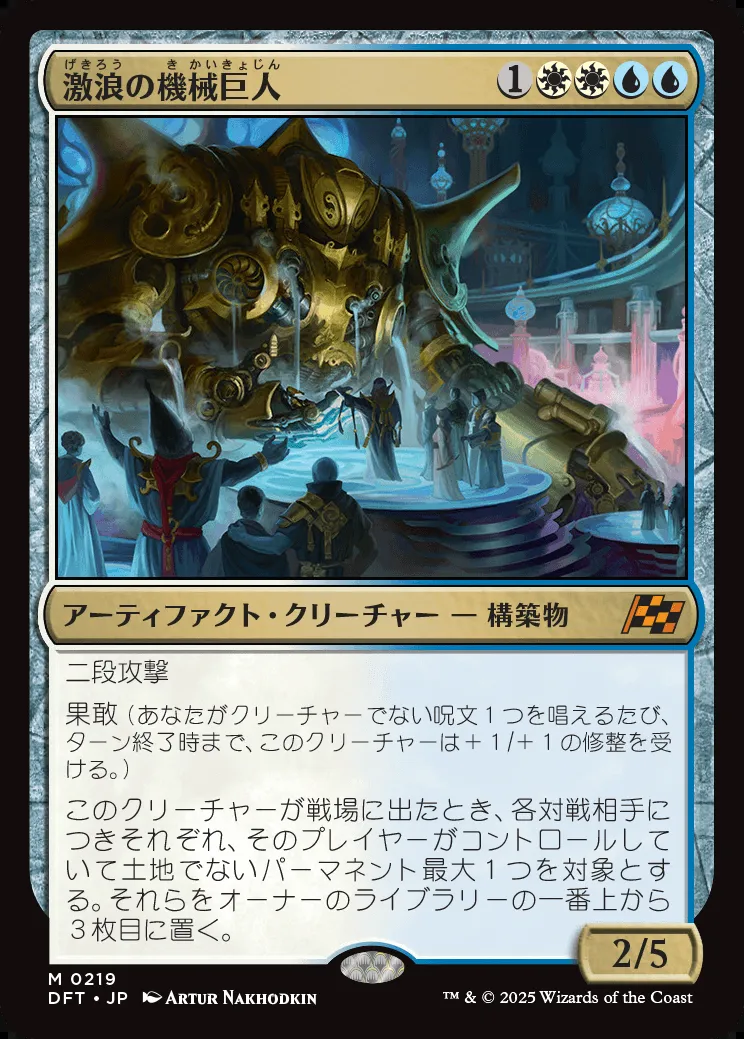 げきろう きかいきょじん
激浪の機械巨人 1
アーティファクト・クリーチャー — 構築物
二段攻撃
果敢（あなたがクリーチャーでない呪文１つを唱えるたび、
ターン終了時まで、このクリーチャーは＋１/＋１の修整を受
ける。）
このクリーチャーが戦場に出たとき、各対戦相手に
つきそれぞれ、そのプレイヤーがコントロールして
いて土地でないパーマネント最大１つを対象とす
る。それらをオーナーのライブラリーの一番上から
３枚目に置く。
2/5
M 0219
DFT • JP Artur Nakhodkin
™ & © 2025 Wizards of the Coast